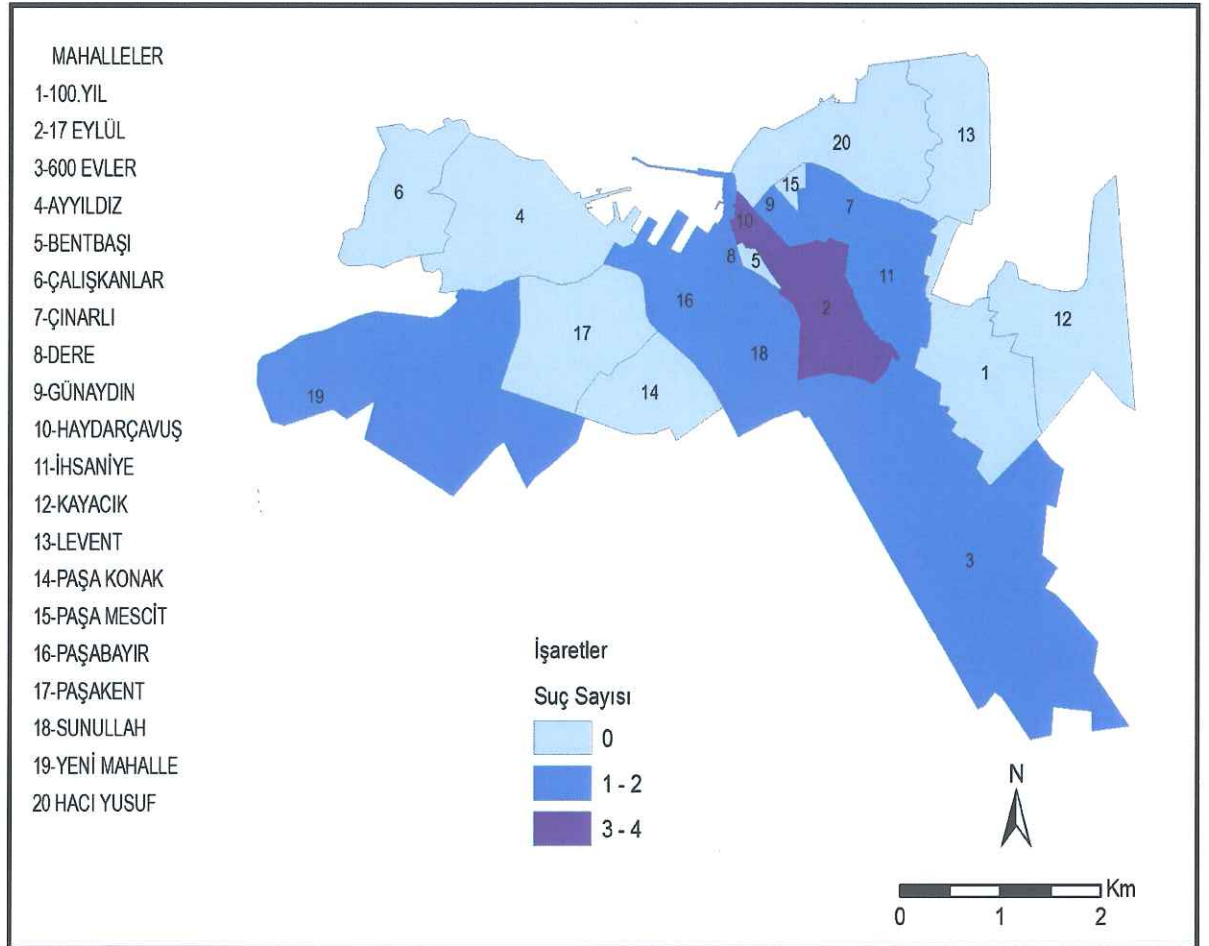 MAHALLELER
1-100.YIL
2-17 EYLÜL
3-600 EVLER
4-AYYILDIZ
5-BENTBAŞI
6-ÇALIŞKANLAR
7-ÇINARLI
8-DERE
9-GÜNAYDIN
10-HAYDARÇAVUŞ
11-İHSANİYE
12-KAYACIK
13-LEVENT
14-PAŞA KONAK
15-PAŞA MESCİT
16-PAŞABAYIR
17-PAŞAKENT
18-SUNULLAH
19-YENİ MAHALLE
20 HACI YUSUF
13
20
15
6
9
7
10
4
8
5
11
16
2
12
17
18
1
14
19
3
İşaretler
Suç Sayısı
0
1 - 2
3 - 4
N
Km
0 1 2